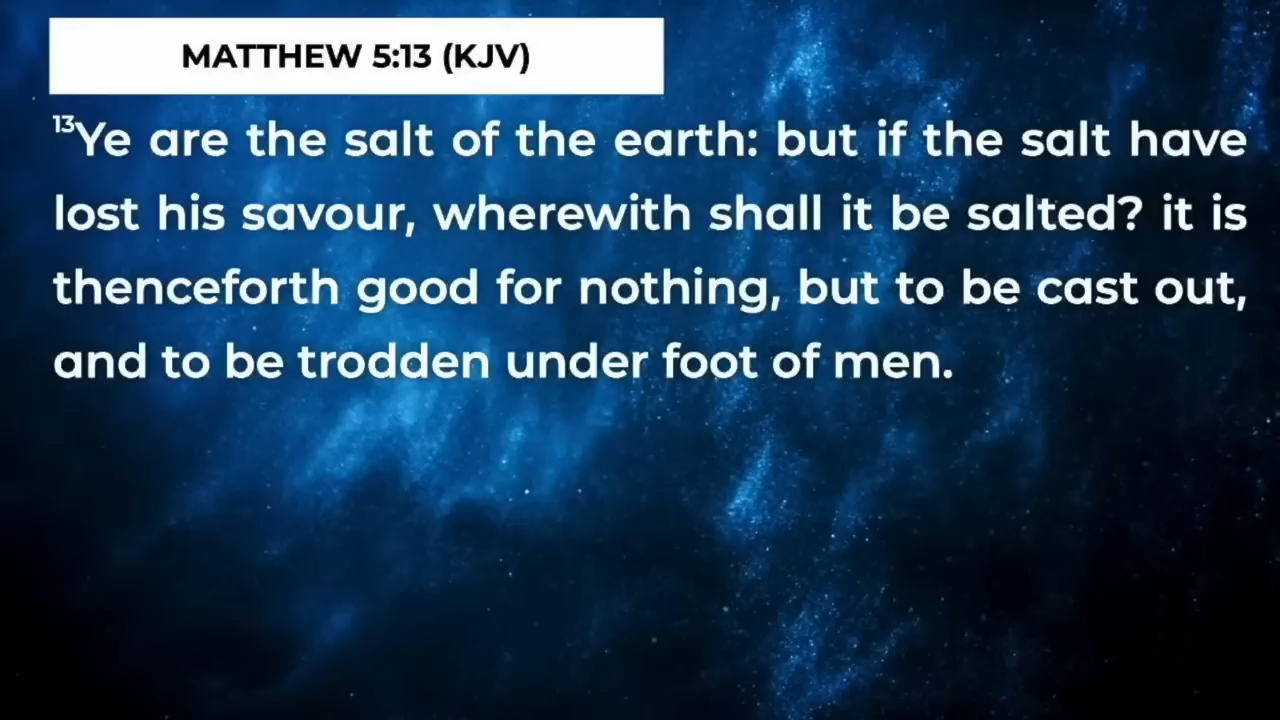 MATTHEW 5:13 (KJV)
¹³Ye are the salt of the earth: but if the salt have
lost his savour, wherewith shall it be salted? it is
thenceforth good for nothing, but to be cast out,
and to be trodden under foot of men.